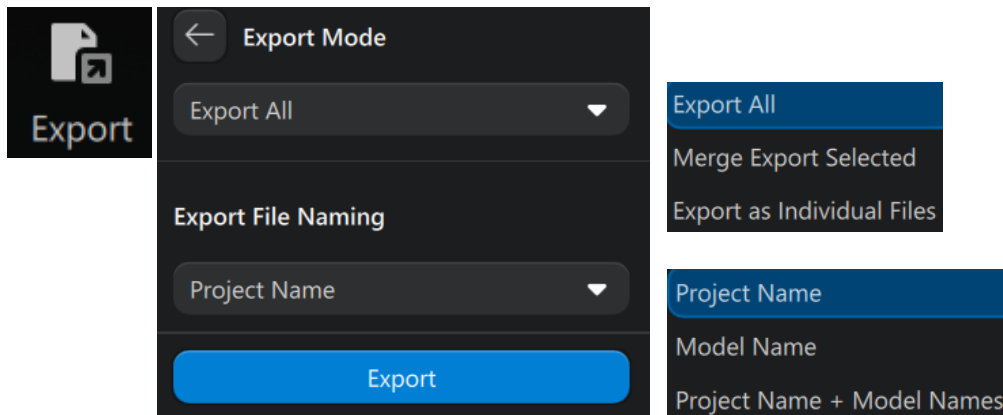 Export
Export Mode
Export All
Export File Naming
Project Name
Export
Export All
Merge Export Selected
Export as Individual Files
Project Name
Model Name
Project Name + Model Names